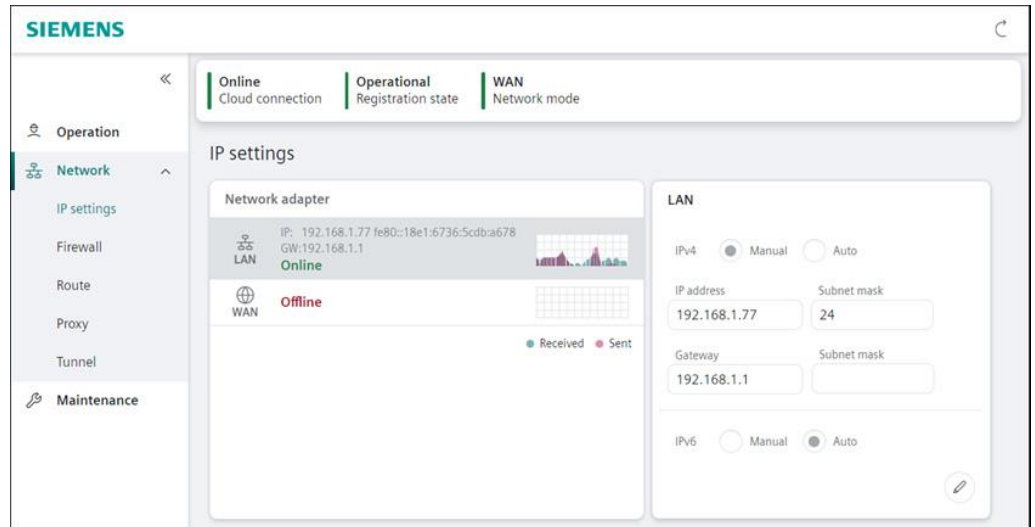 SIEMENS
Online
Cloud connection
Operational
Registration state
WAN
Network mode
Operation
Network
IP settings
Firewall
Route
Proxy
Tunnel
Maintenance
IP settings
Network adapter
LAN
IP: 192.168.1.77 fe80::18e1:6736:5cdb:a678
GW:192.168.1.1
Online
WAN
Offline
Received Sent
LAN
IPv4 Manual Auto
IP address Subnet mask
192.168.1.77 24
Gateway Subnet mask
192.168.1.1
IPv6 Manual Auto